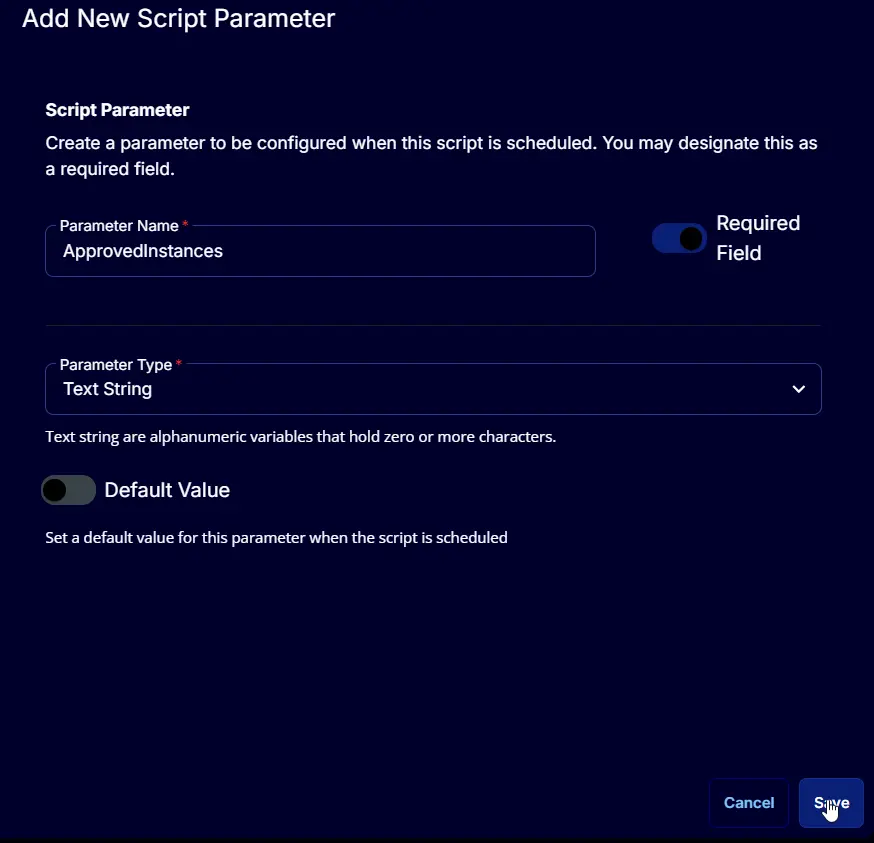 Add New Script Parameter
Script Parameter
Create a parameter to be configured when this script is scheduled. You may designate this as
a required field.
Parameter Name *
ApprovedInstances
Required
Field
Parameter Type *
Text String
Text string are alphanumeric variables that hold zero or more characters.
Default Value
Set a default value for this parameter when the script is scheduled
Cancel
Save